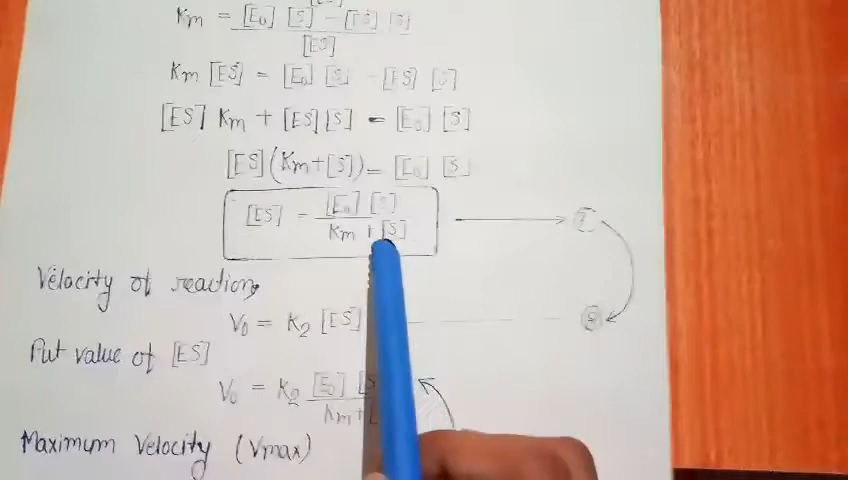 Km = [E0] [S] - [ES] [S]
[ES]
Km [ES] = [E0] [S] - [ES] [S]
[ES] Km + [ES] [S] = [E0] [S]
[ES] (Km+[S]) = [E0] [S]
[ES] = [E0] [S]
Km + [S]
Velocity of reaction,
V0 = K2 [ES]
Put value of [ES]
V0 = K2 [E0] [S
Km+[
Maximum Velocity (Vmax)